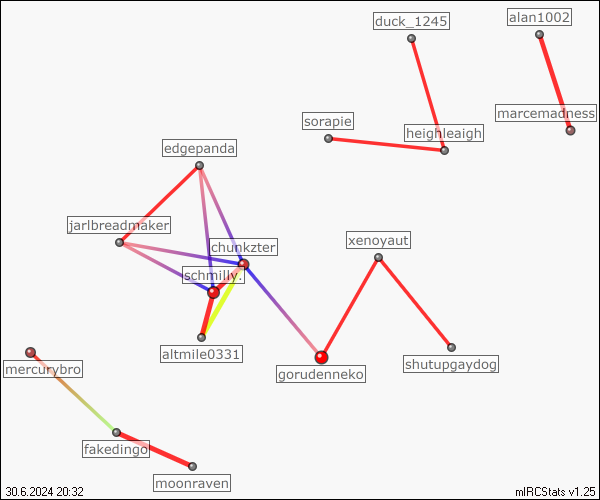 duck_1245
alan1002
marcemadness
sorapie
heighleaigh
edgepanda
jarlbreadmaker
xenoyaut
chunkzter
schmilly.
altmile0331
shutupgaydog
mercurybro
gorudenneko
fakedingo
moonraven
30.6.2024 20:32
mIRCStats v1.25